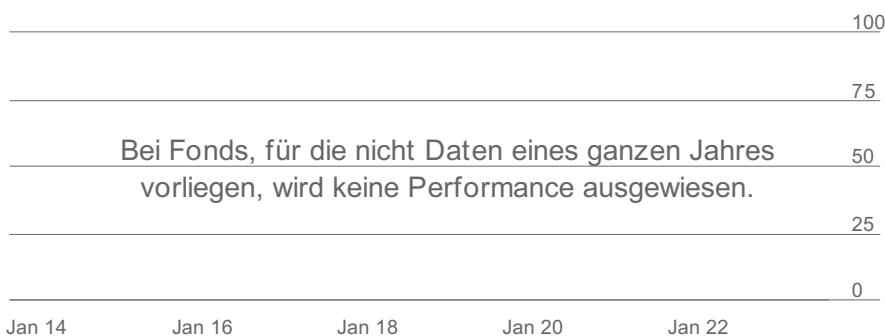 100
75
Bei Fonds, für die nicht Daten eines ganzen Jahres
50
vorliegen, wird keine Performance ausgewiesen.
25
0
Jan 14 Jan 16 Jan 18 Jan 20 Jan 22